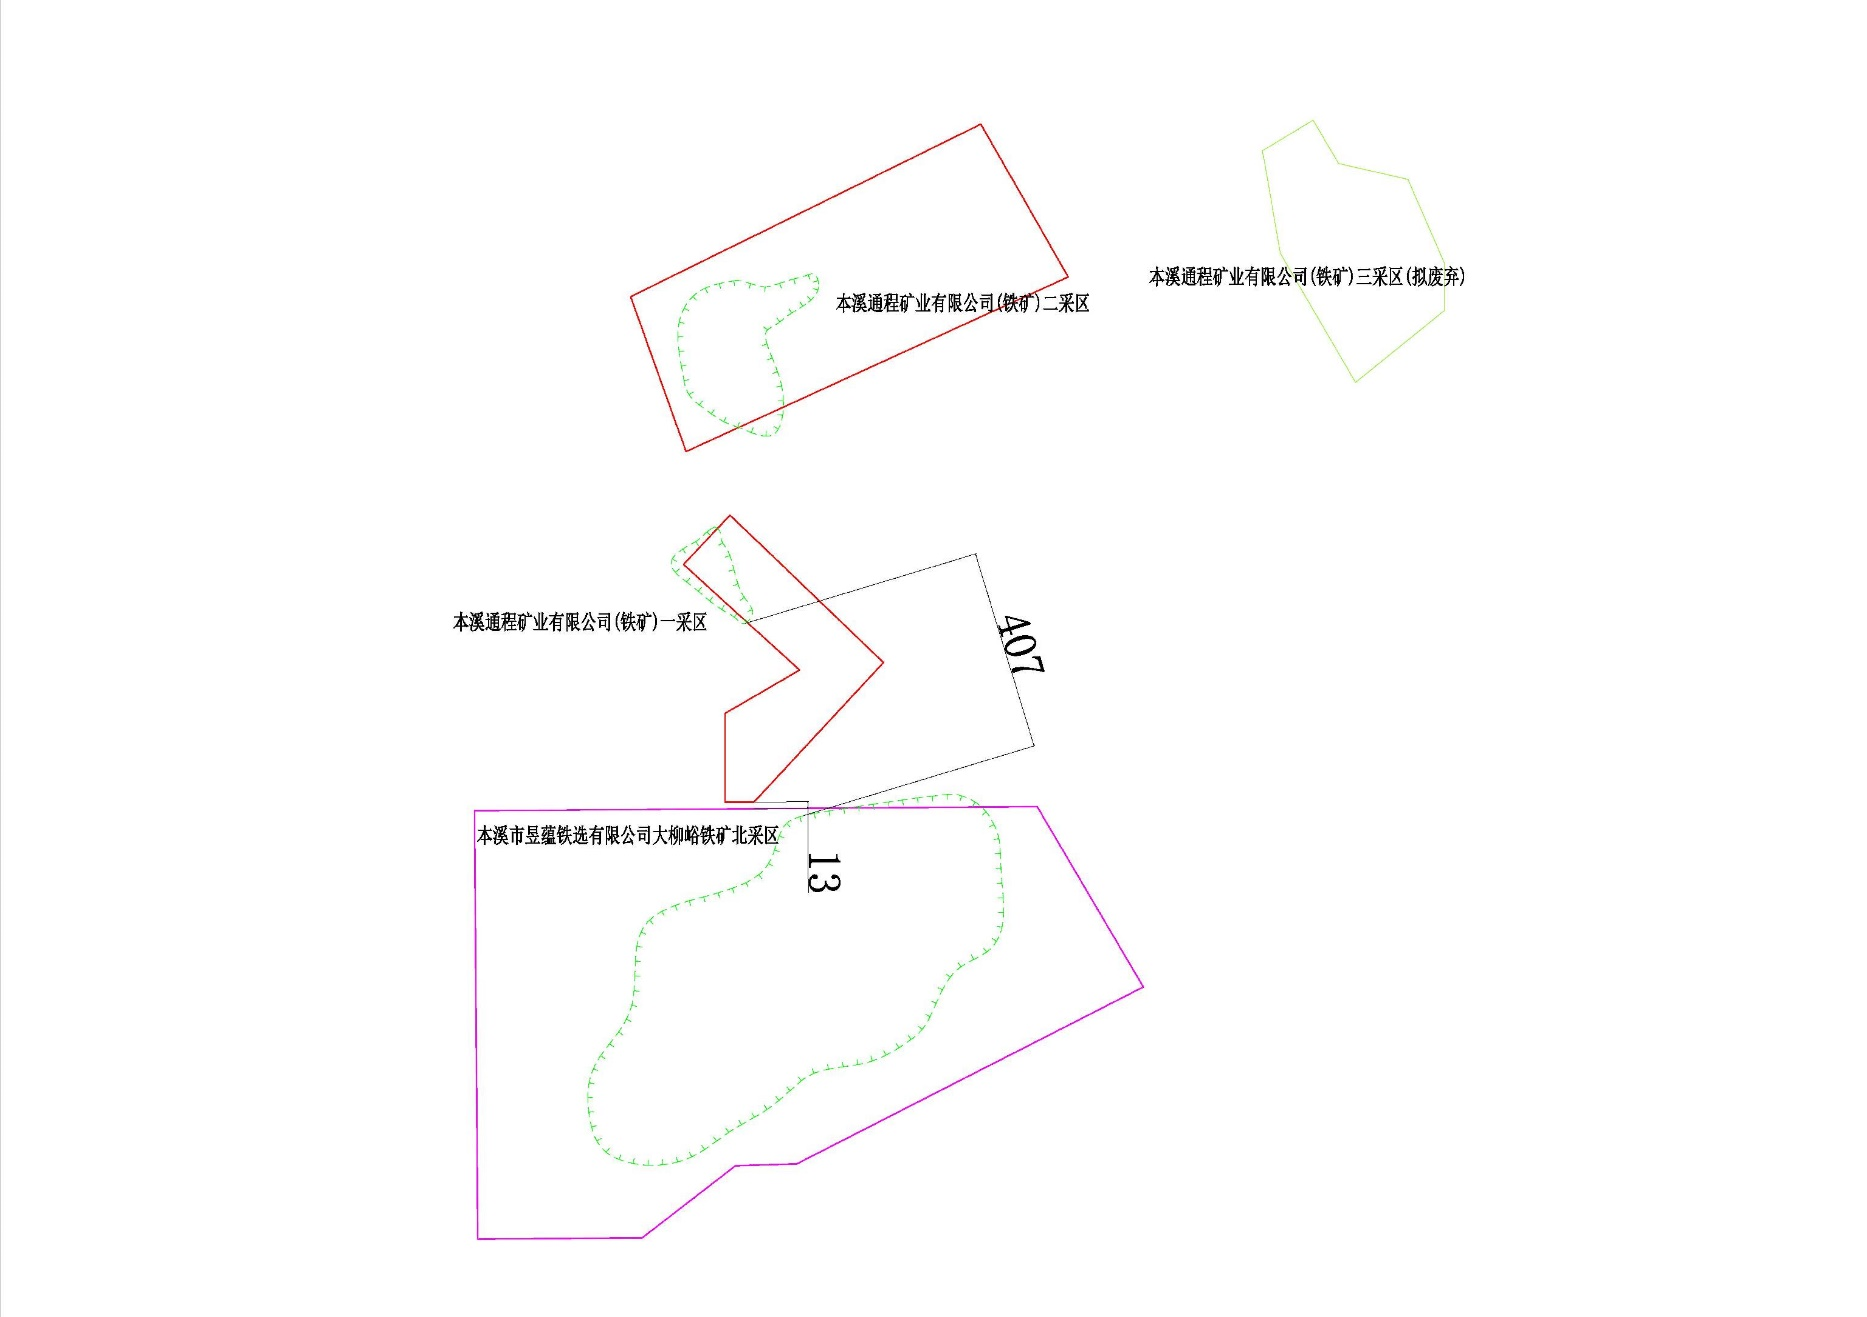 本溪通程矿业有限公司(铁矿)三采区(拟废弃)
本溪通程矿业有限公司(铁矿)二采区
本溪通程矿业有限公司(铁矿)一采区
407
本溪市昱蕴铁选有限公司大柳峪铁矿北采区
13